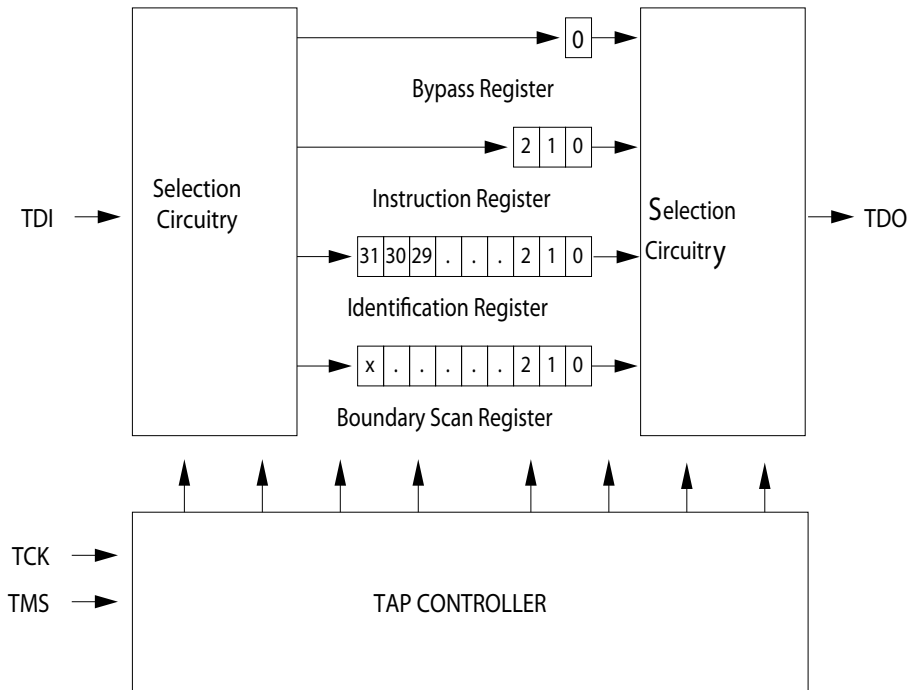 0
Bypass Register
2 1 0
Selection
Circuitry
Instruction Register
TDI
Selection
Circuitry
TDO
31 30 29 . . . 2 1 0
Identification Register
x . . . . . 2 1 0
Boundary Scan Register
TCK
TMS
TAP CONTROLLER